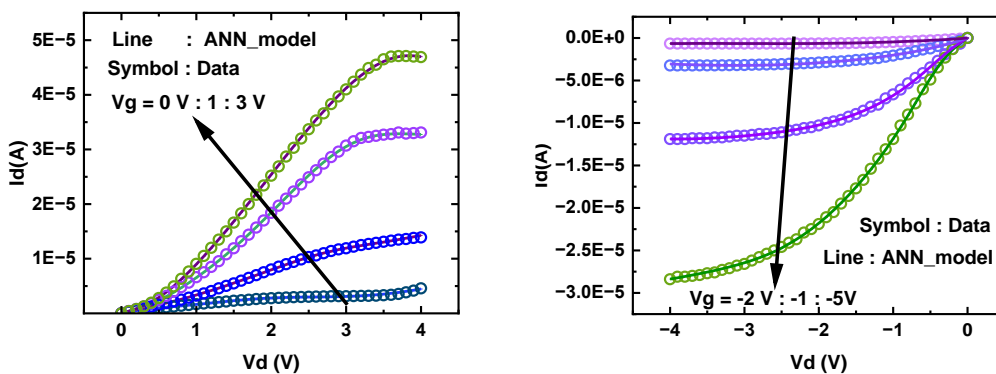 5E-5
4E-5
3E-5
2E-5
1E-5
Id(A)
Line : ANN_model
Symbol : Data
Vg = 0 V : 1 : 3 V
0 1 2 3 4
Vd (V)
0.0E+0
-5.0E-6
-1.0E-5
-1.5E-5
-2.0E-5
-2.5E-5
-3.0E-5
Id(A)
Symbol : Data
Line : ANN_model
Vg = -2 V : -1 : -5V
−4 −3 −2 −1 0
Vd (V)